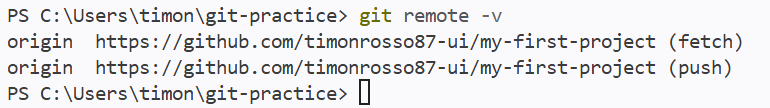 PS C:\Users\timon\git-practice> git remote -v
origin  https://github.com/timonrosso87-ui/my-first-project (fetch)
origin  https://github.com/timonrosso87-ui/my-first-project (push)
PS C:\Users\timon\git-practice>